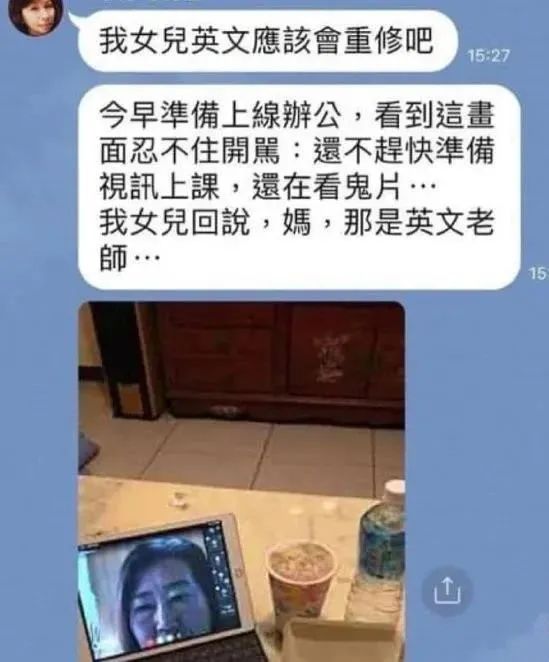 我女兒英文應該會重修吧
15:27
今早準備上線辦公，看到這畫
面忍不住開罵：還不趕快準備
視訊上課，還在看鬼片…
我女兒回說，媽，那是英文老
師…
15